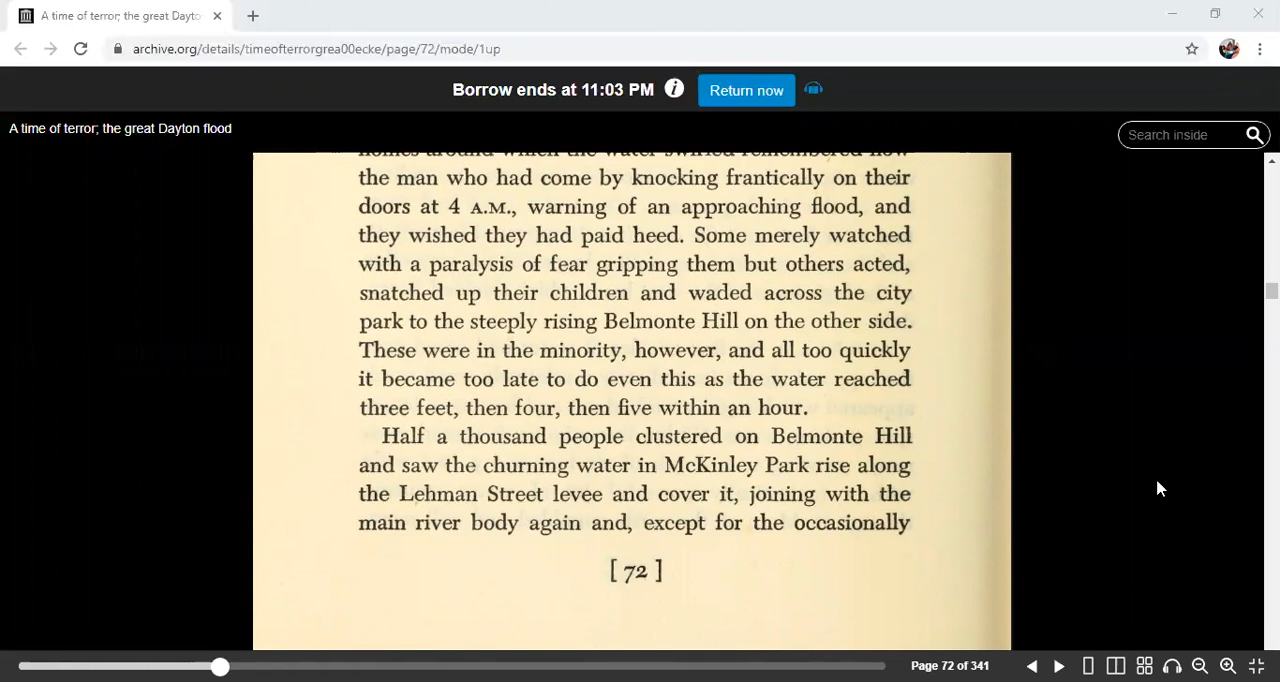 A time of terror; the great Dayto
archive.org/details/timeofterrorgrea00ecke/page/72/mode/1up
Borrow ends at 11:03 PM i Return now
A time of terror; the great Dayton flood
Search inside
homes around which the water swirled remembered how
the man who had come by knocking frantically on their
doors at 4 A.M., warning of an approaching flood, and
they wished they had paid heed. Some merely watched
with a paralysis of fear gripping them but others acted,
snatched up their children and waded across the city
park to the steeply rising Belmonte Hill on the other side.
These were in the minority, however, and all too quickly
it became too late to do even this as the water reached
three feet, then four, then five within an hour.
Half a thousand people clustered on Belmonte Hill
and saw the churning water in McKinley Park rise along
the Lehman Street levee and cover it, joining with the
main river body again and, except for the occasionally
[ 72 ]
Page 72 of 341